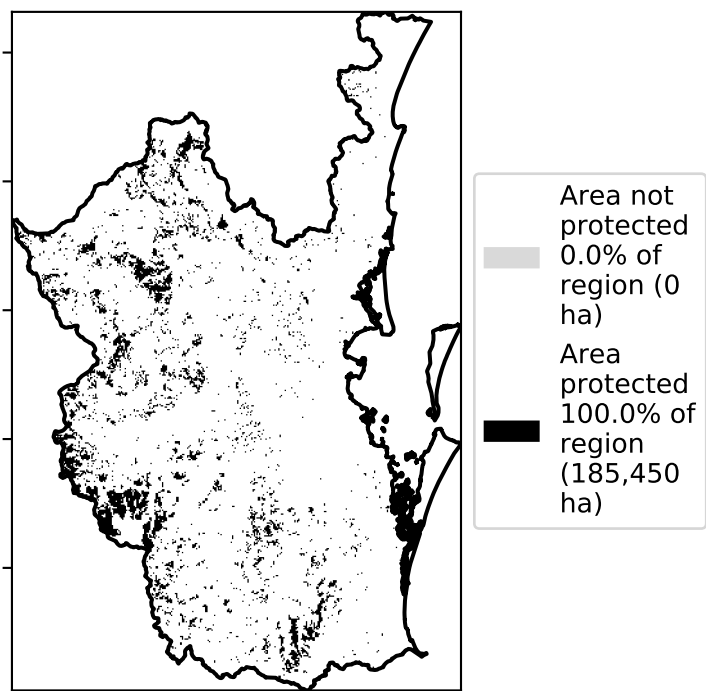 Area not
protected
0.0% of
region (0
ha)
Area
protected
100.0% of
region
(185,450
ha)